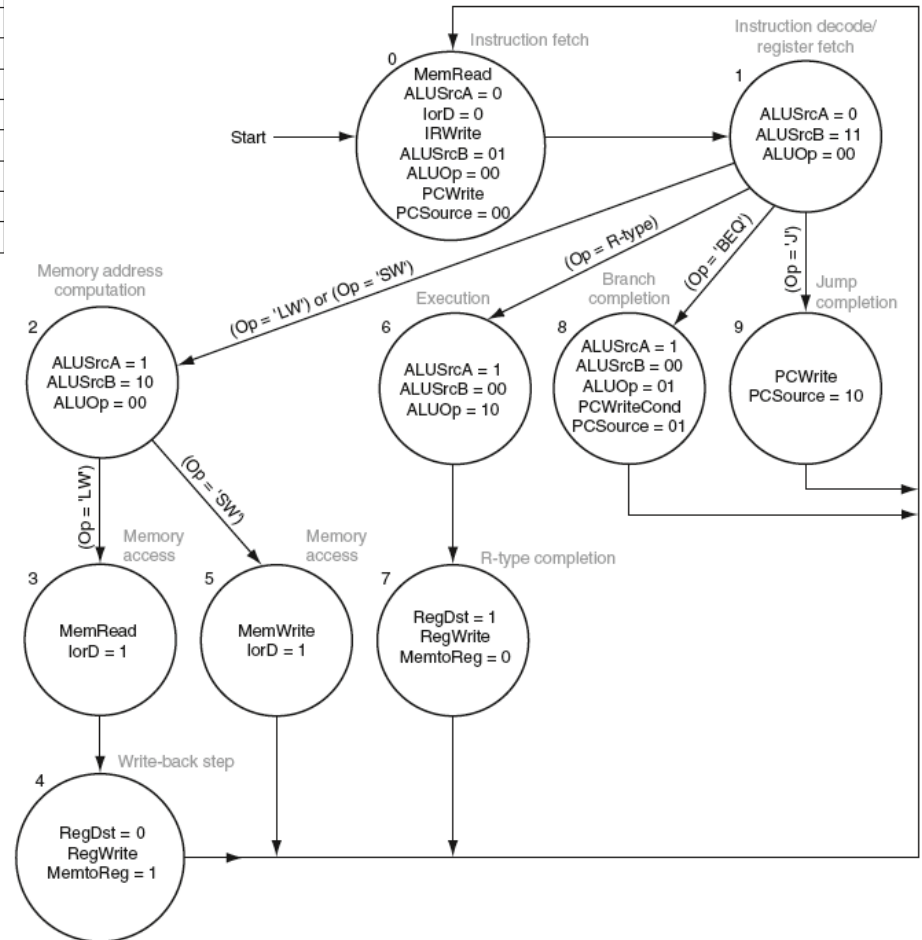 Instruction fetch
0
MemRead
ALUSrcA = 0
IorD = 0
IRWrite
ALUSrcB = 01
ALUOp = 00
PCWrite
PCSource = 00
Start
Instruction decode/
register fetch
1
ALUSrcA = 0
ALUSrcB = 11
ALUOp = 00
(Op = 'LW') or (Op = 'SW')
(Op = R-type)
(Op = 'BEQ')
(Op = 'J')
Memory address
computation
2
ALUSrcA = 1
ALUSrcB = 10
ALUOp = 00
Execution
6
ALUSrcA = 1
ALUSrcB = 00
ALUOp = 10
Branch
completion
8
ALUSrcA = 1
ALUSrcB = 00
ALUOp = 01
PCWriteCond
PCSource = 01
Jump
completion
9
PCWrite
PCSource = 10
(Op = 'LW')
(Op = 'SW')
Memory
access
3
MemRead
IorD = 1
Memory
access
5
MemWrite
IorD = 1
R-type completion
7
RegDst = 1
RegWrite
MemtoReg = 0
Write-back step
4
RegDst = 0
RegWrite
MemtoReg = 1